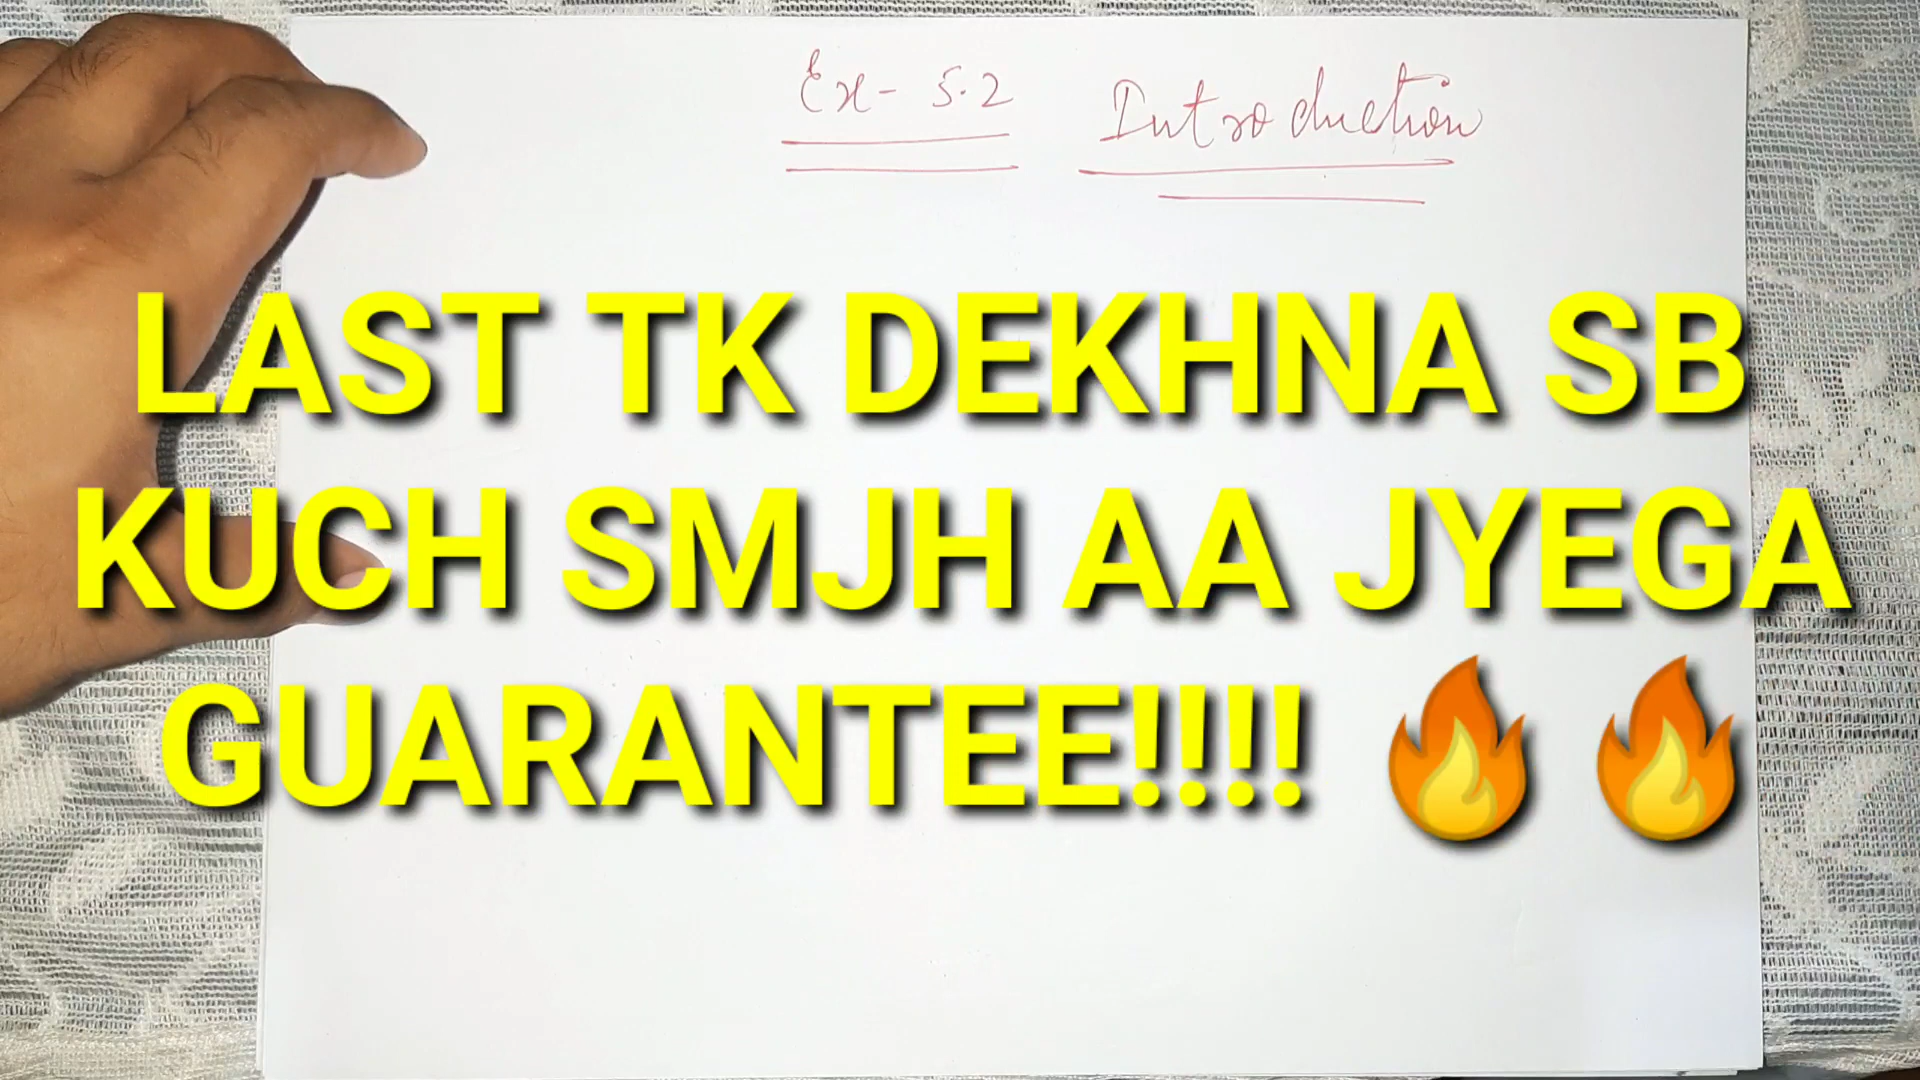 Ex- 5.2 Introduction
LAST TK DEKHNA SB
KUCH SMJH AA JYEGA
GUARANTEE!!!! 🔥 🔥